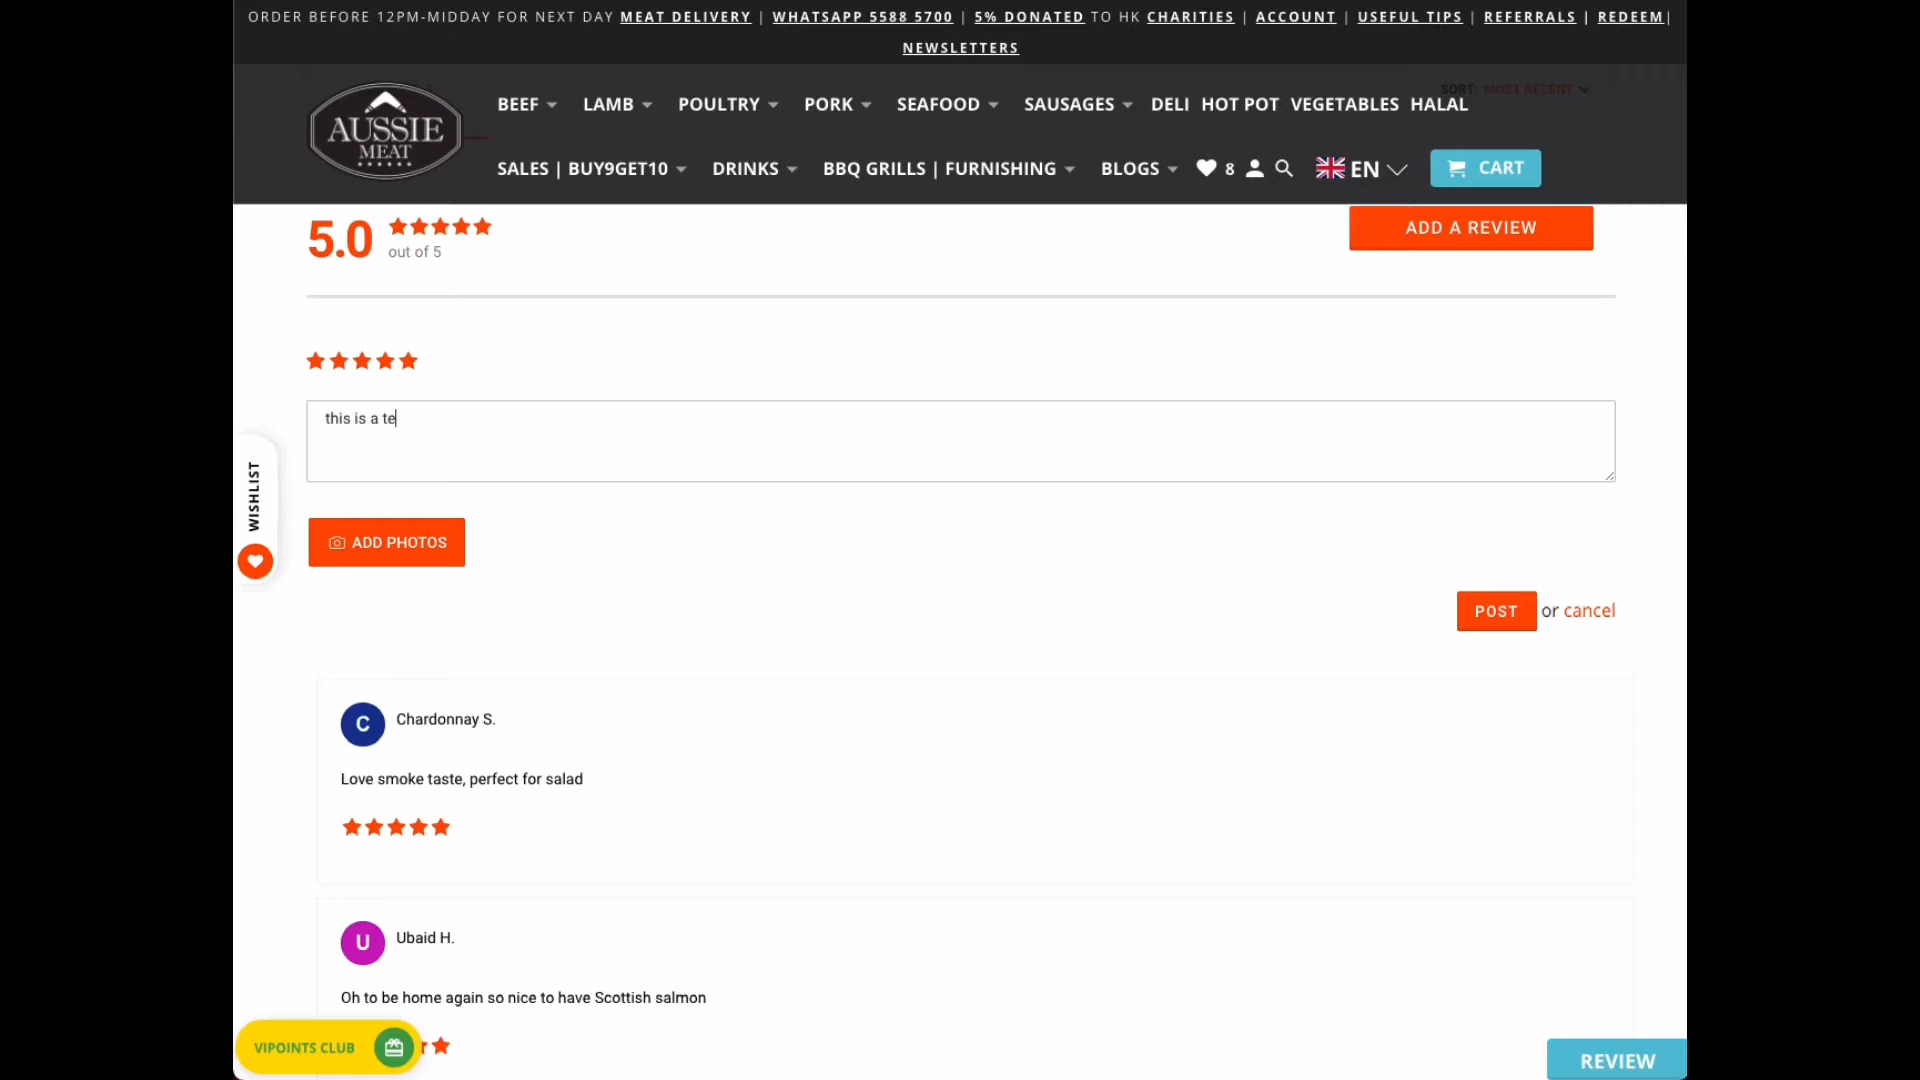 ORDER BEFORE 12PM-MIDDAY FOR NEXT DAY MEAT DELIVERY | WHATSAPP 5588 5700 | 5% DONATED TO HK CHARITIES | ACCOUNT | USEFUL TIPS | REFERRALS | REDEEM |
NEWSLETTERS
SORT: MOST RECENT
BEEF LAMB POULTRY PORK SEAFOOD SAUSAGES DELI HOT POT VEGETABLES HALAL
AUSSIE
MEAT
SALES | BUY9GET10 DRINKS BBQ GRILLS | FURNISHING BLOGS 8 EN CART
5.0
out of 5
ADD A REVIEW
this is a te
WISHLIST
ADD PHOTOS
POST or cancel
C Chardonnay S.
Love smoke taste, perfect for salad
U Ubaid H.
Oh to be home again so nice to have Scottish salmon
VIPOINTS CLUB
REVIEW